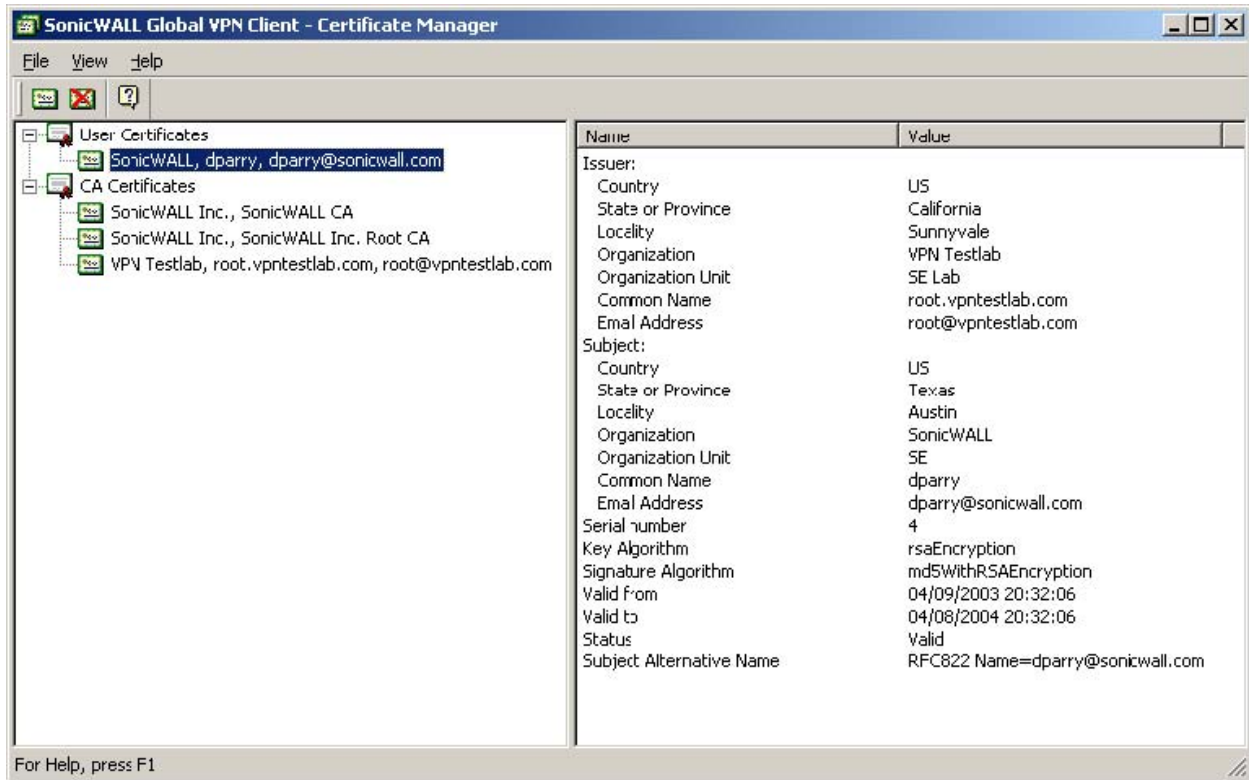 SonicWALL Global VPN Client - Certificate Manager
File View Help
User Certificates
SonicWALL, dparry, dparry@sonicwall.com
CA Certificates
SonicWALL Inc., SonicWALL CA
SonicWALL Inc., SonicWALL Inc. Root CA
VPN Testlab, root.vpntestlab.com, root@vpntestlab.com
Name Value
Issuer:
Country US
State or Province California
Locality Sunnyvale
Organization VPN Testlab
Organization Unit SE Lab
Common Name root.vpntestlab.com
Email Address root@vpntestlab.com
Subject:
Country US
State or Province Texas
Locality Austin
Organization SonicWALL
Organization Unit SE
Common Name dparry
Email Address dparry@sonicwall.com
Serial number 4
Key Algorithm rsaEncryption
Signature Algorithm md5WithRSAEncryption
Valid from 04/09/2003 20:32:06
Valid to 04/08/2004 20:32:06
Status Valid
Subject Alternative Name RFC822 Name=dparry@sonicwall.com
For Help, press F1